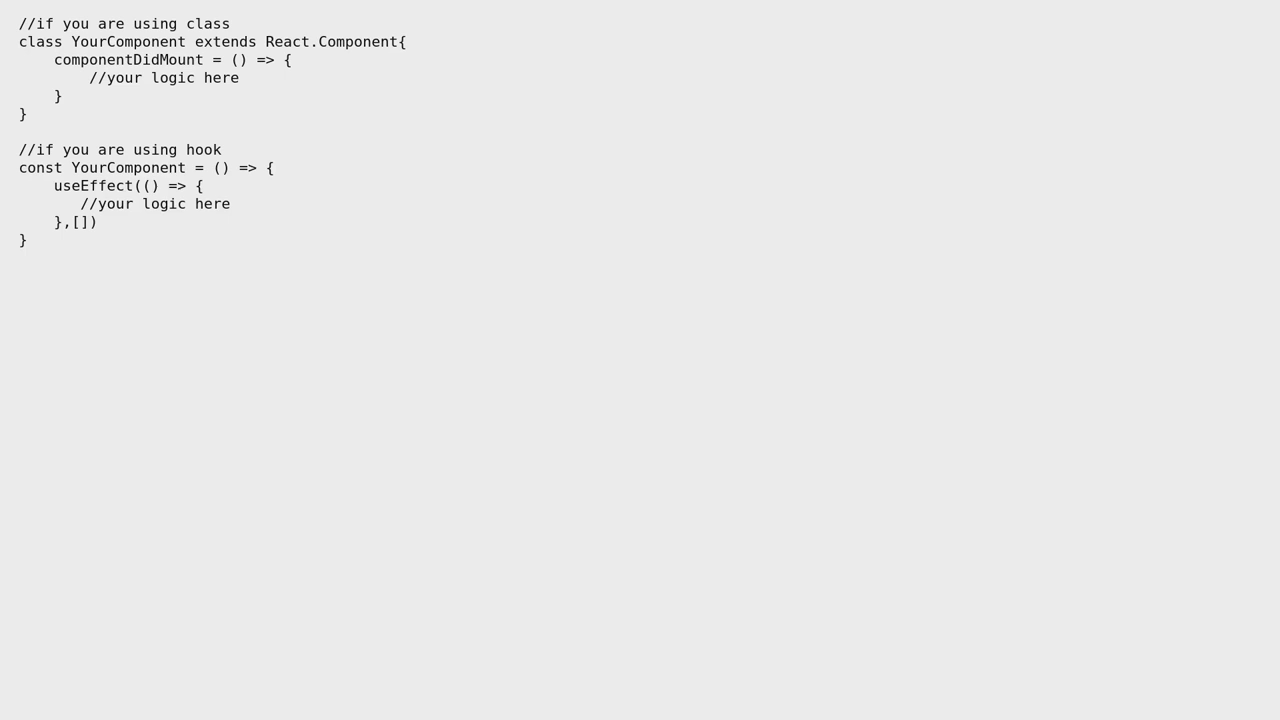 //if you are using class
class YourComponent extends React.Component{
    componentDidMount = () => {
        //your logic here
    }
}

//if you are using hook
const YourComponent = () => {
    useEffect(() => {
       //your logic here
    },[])
}